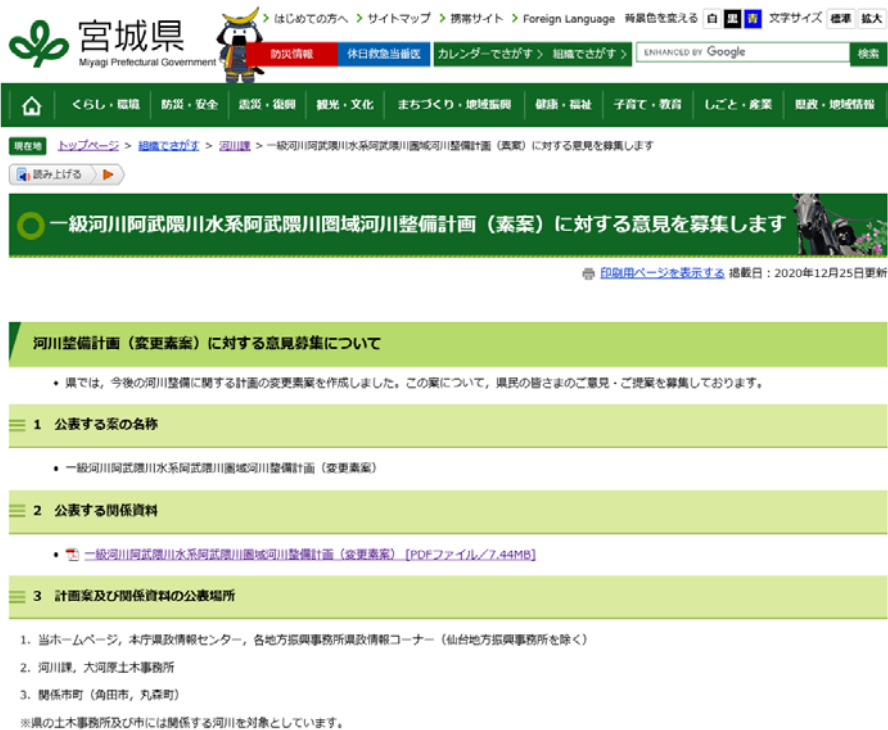 宮城県
Miyagi Prefectural Government
はじめての方へ サイトマップ 携帯サイト Foreign Language 背景色を変える 白 黒 青 文字サイズ 標準 拡大
防災情報 休日救急当番医 カレンダーでさがす 組織でさがす ENHANCED BY Google 検索
くらし・環境 防災・安全 震災・復興 観光・文化 まちづくり・地域振興 健康・福祉 子育て・教育 しごと・産業 県政・地域情報
現在地 トップページ > 組織でさがす > 河川課 > 一級河川阿武隈川水系阿武隈川圏域河川整備計画（素案）に対する意見を募集します
読み上げる
一級河川阿武隈川水系阿武隈川圏域河川整備計画（素案）に対する意見を募集します
印刷用ページを表示する 掲載日：2020年12月25日更新
河川整備計画（変更素案）に対する意見募集について
• 県では，今後の河川整備に関する計画の変更素案を作成しました。この案について，県民の皆さまのご意見・ご提案を募集しております。
1 公表する案の名称
• 一級河川阿武隈川水系阿武隈川圏域河川整備計画（変更素案）
2 公表する関係資料
• 一級河川阿武隈川水系阿武隈川圏域河川整備計画（変更素案） [PDFファイル／7.44MB]
3 計画案及び関係資料の公表場所
1. 当ホームページ，本庁県政情報センター，各地方振興事務所県政情報コーナー（仙台地方振興事務所を除く）
2. 河川課，大河原土木事務所
3. 関係市町（角田市，丸森町）
※県の土木事務所及び市には関係する河川を対象としています。